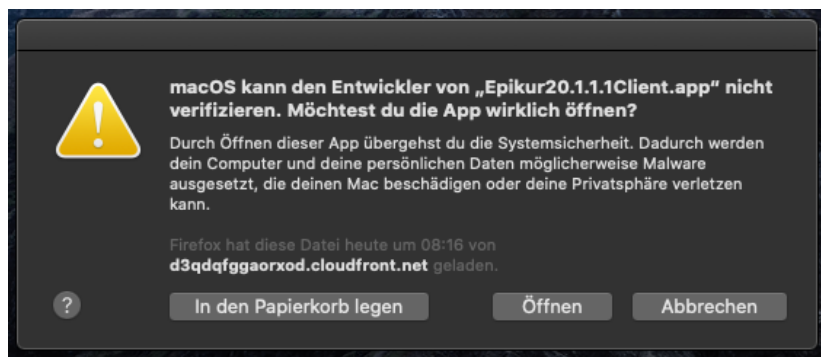 macOS kann den Entwickler von „Epikur20.1.1.1Client.app“ nicht
verifizieren. Möchtest du die App wirklich öffnen?
Durch Öffnen dieser App übergehst du die Systemsicherheit. Dadurch werden
dein Computer und deine persönlichen Daten möglicherweise Malware
ausgesetzt, die deinen Mac beschädigen oder deine Privatsphäre verletzen
kann.
Firefox hat diese Datei heute um 08:16 von
d3qdqfggaorxod.cloudfront.net geladen.
? In den Papierkorb legen Öffnen Abbrechen